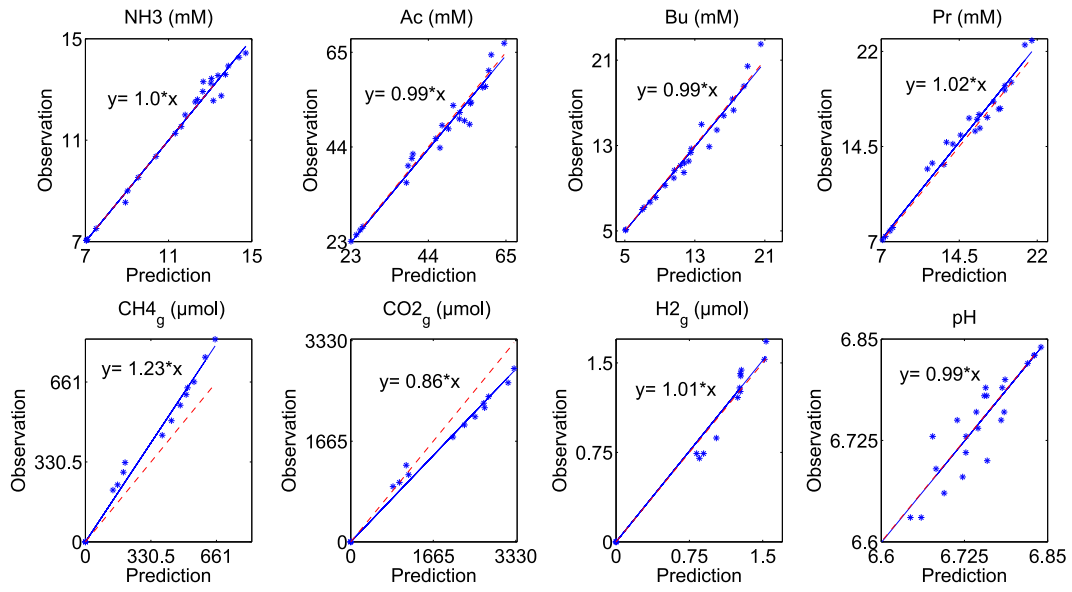 NH3 (mM)
15
11
7
7
11
15
y= 1.0*x
Observation
Prediction
Ac (mM)
65
44
23
23
44
65
y= 0.99*x
Observation
Prediction
Bu (mM)
21
13
5
5
13
21
y= 0.99*x
Observation
Prediction
Pr (mM)
22
14.5
7
7
14.5
22
y= 1.02*x
Observation
Prediction
CH4g (µmol)
661
330.5
0
0
330.5
661
y= 1.23*x
Observation
Prediction
CO2g (µmol)
3330
1665
0
0
1665
3330
y= 0.86*x
Observation
Prediction
H2g (µmol)
1.5
0.75
0
0
0.75
1.5
y= 1.01*x
Observation
Prediction
pH
6.85
6.725
6.6
6.6
6.725
6.85
y= 0.99*x
Observation
Prediction